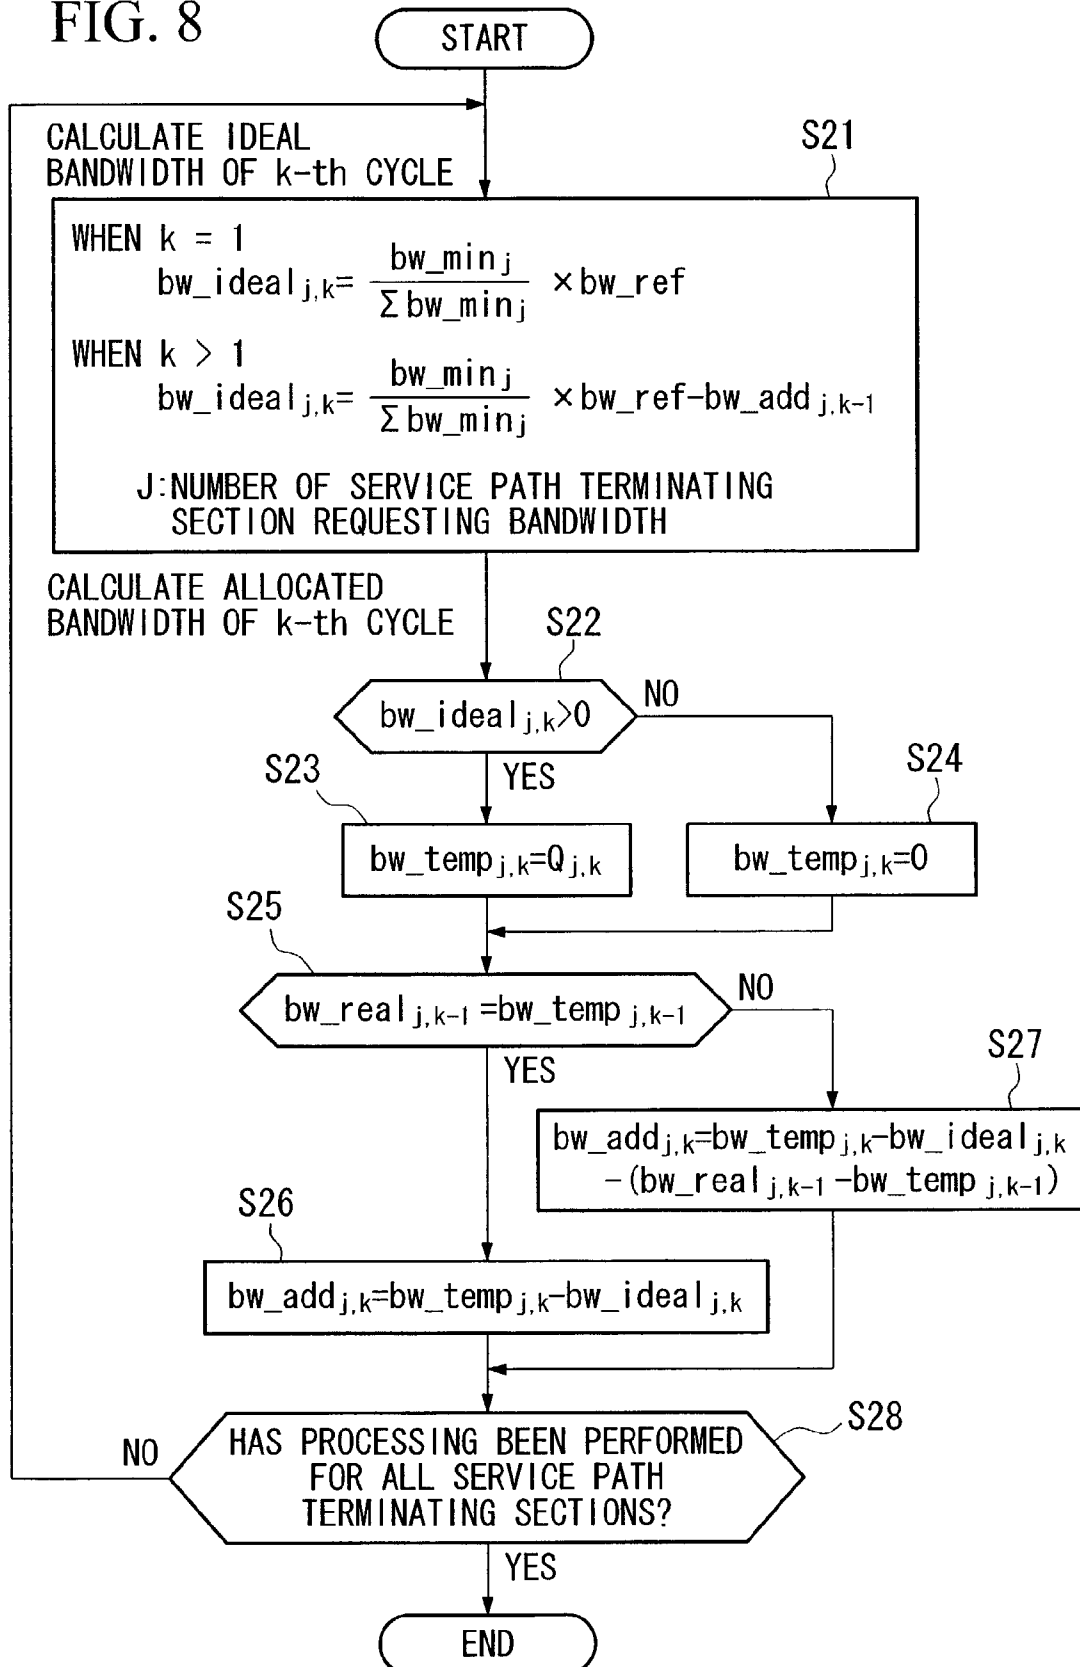 FIG. 8
START
CALCULATE IDEAL
BANDWIDTH OF k-th CYCLE
S21
WHEN k = 1
bw_ideal j,k= bw_min j / Σ bw_min j ×bw_ref
WHEN k > 1
bw_ideal j,k= bw_min j / Σ bw_min j ×bw_ref-bw_add j,k-1
J:NUMBER OF SERVICE PATH TERMINATING
SECTION REQUESTING BANDWIDTH
CALCULATE ALLOCATED
BANDWIDTH OF k-th CYCLE
S22
bw_ideal j,k>0
NO
YES
S23
S24
bw_temp j,k=Q j,k
bw_temp j,k=0
S25
bw_real j,k-1 =bw_temp j,k-1
NO
YES
S27
bw_add j,k=bw_temp j,k-bw_ideal j,k
-(bw_real j,k-1 -bw_temp j,k-1)
S26
bw_add j,k=bw_temp j,k-bw_ideal j,k
S28
NO
HAS PROCESSING BEEN PERFORMED
FOR ALL SERVICE PATH
TERMINATING SECTIONS?
YES
END